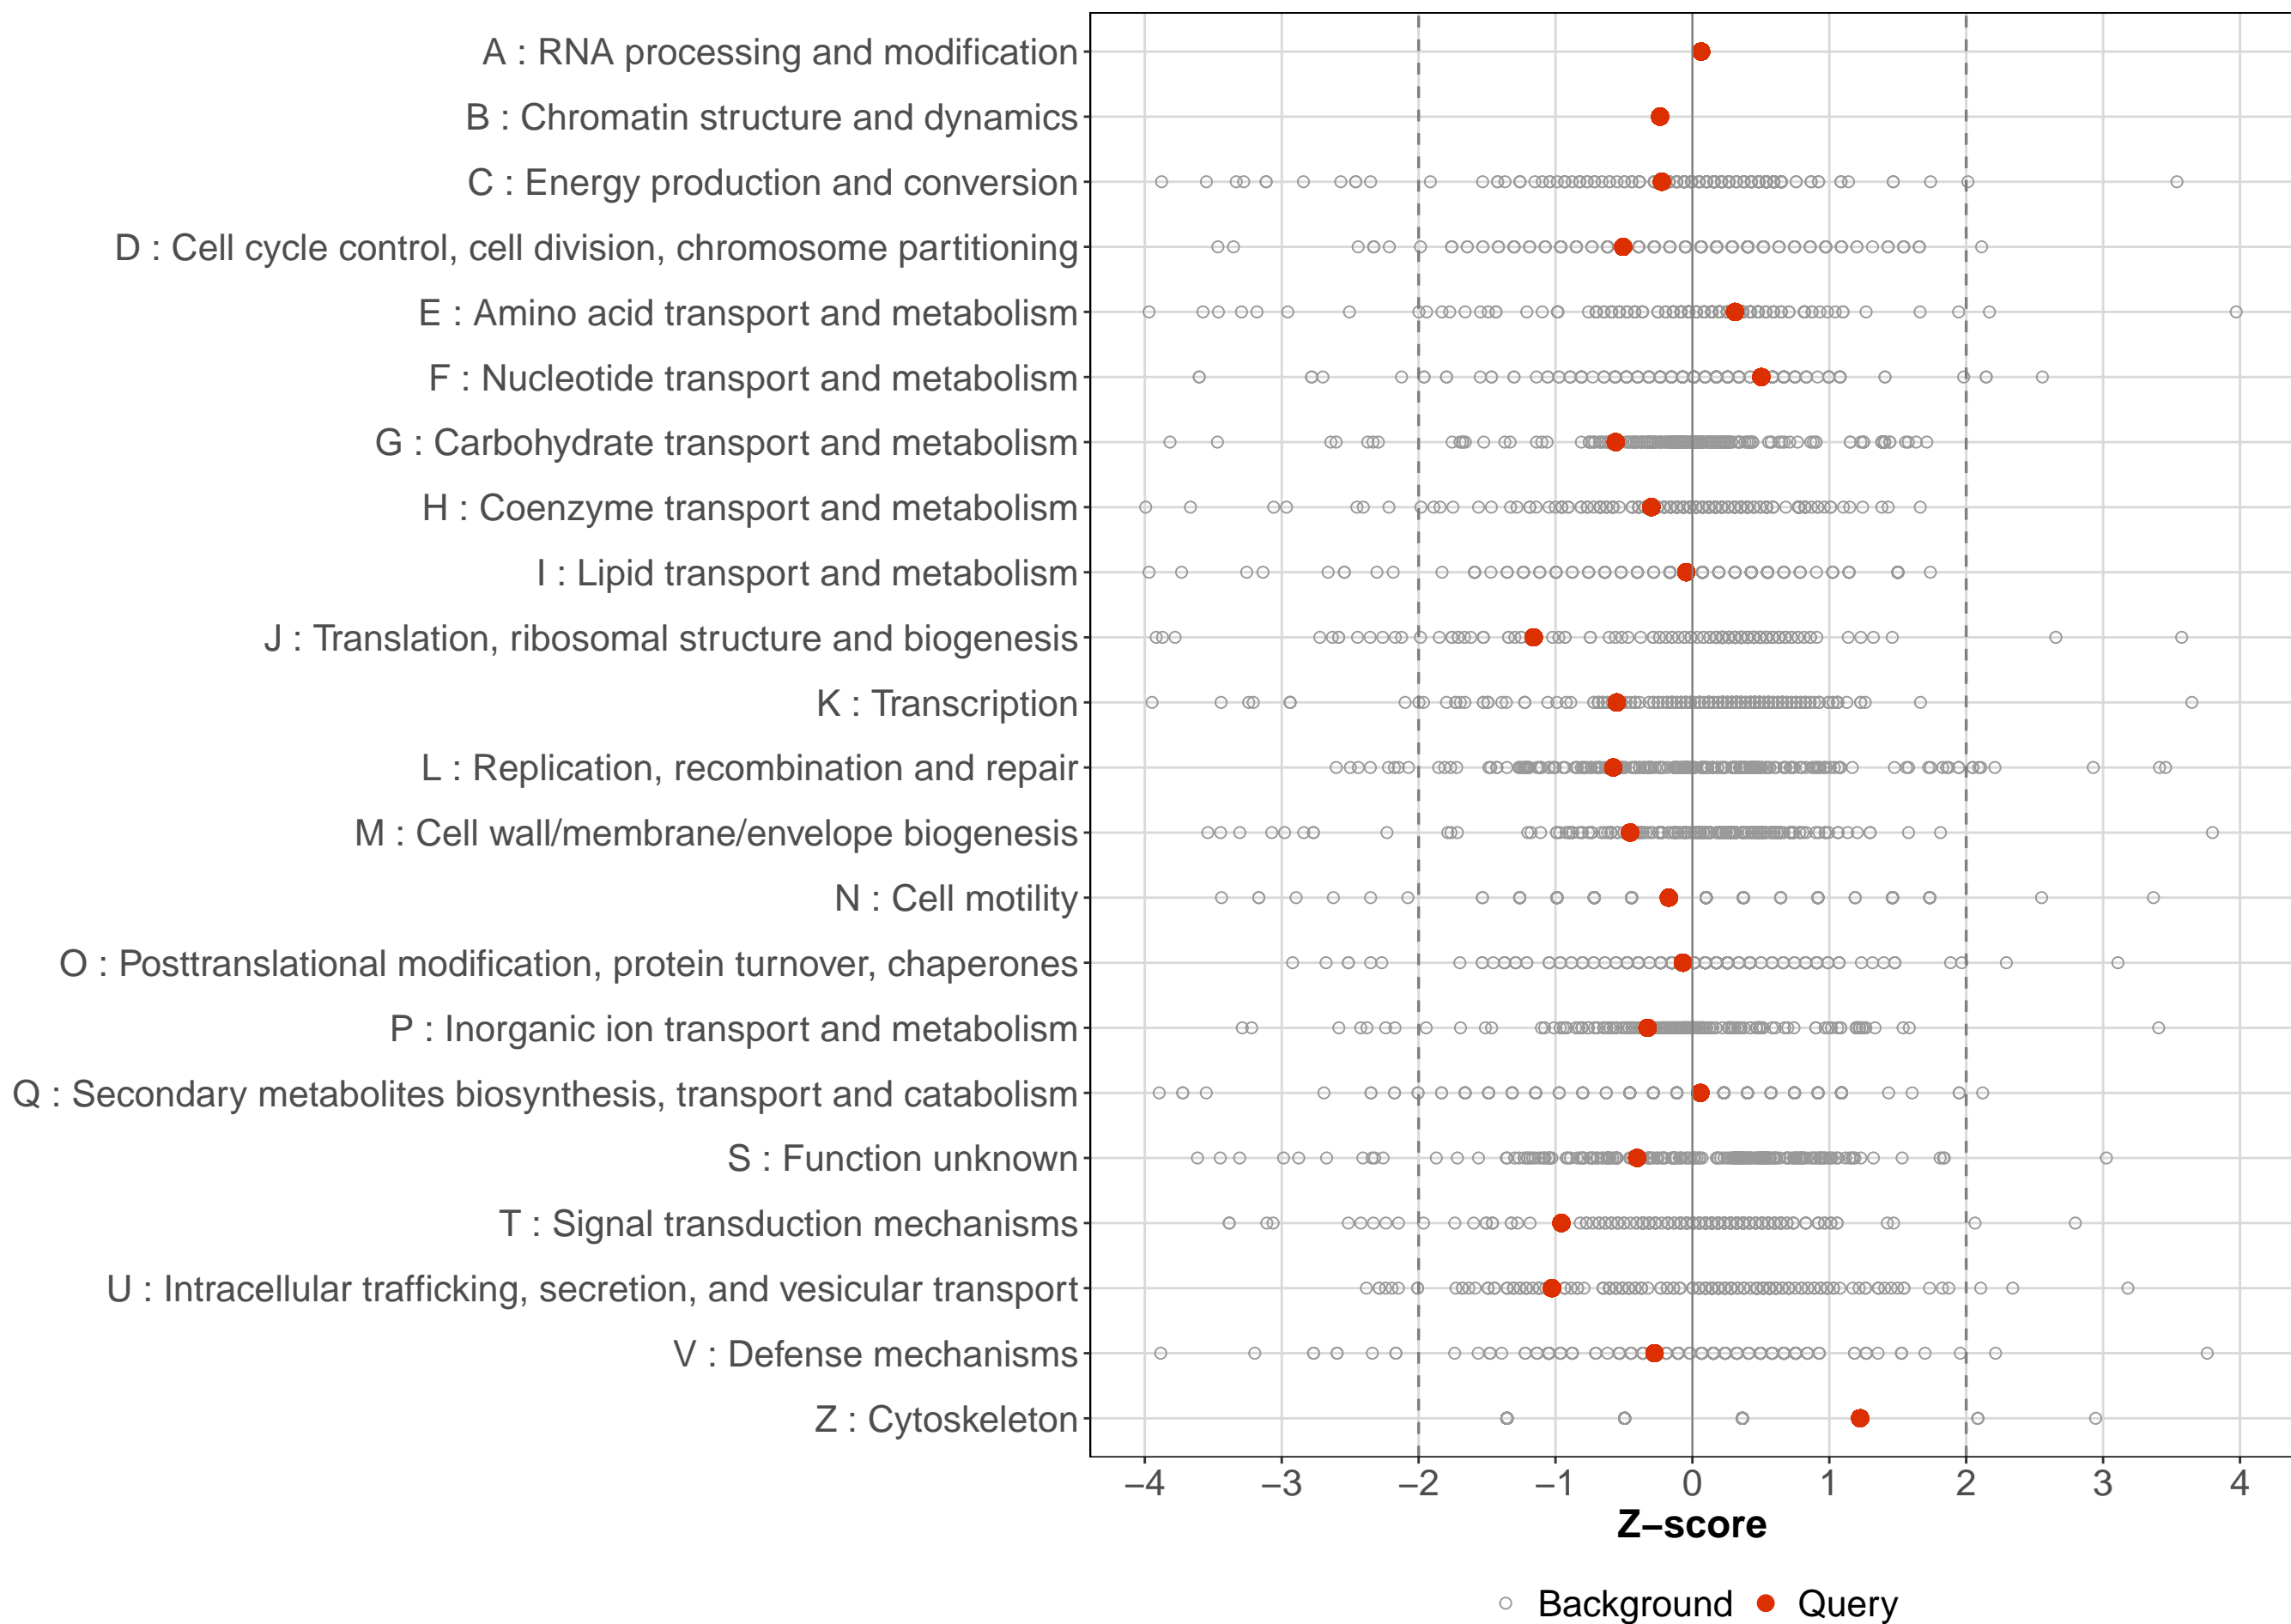 A : RNA processing and modification
B : Chromatin structure and dynamics
C : Energy production and conversion
D : Cell cycle control, cell division, chromosome partitioning
E : Amino acid transport and metabolism
F : Nucleotide transport and metabolism
G : Carbohydrate transport and metabolism
H : Coenzyme transport and metabolism
I : Lipid transport and metabolism
J : Translation, ribosomal structure and biogenesis
K : Transcription
L : Replication, recombination and repair
M : Cell wall/membrane/envelope biogenesis
N : Cell motility
O : Posttranslational modification, protein turnover, chaperones
P : Inorganic ion transport and metabolism
Q : Secondary metabolites biosynthesis, transport and catabolism
S : Function unknown
T : Signal transduction mechanisms
U : Intracellular trafficking, secretion, and vesicular transport
V : Defense mechanisms
Z : Cytoskeleton
−4 −3 −2 −1 0 1 2 3 4
Z−score
Background Query